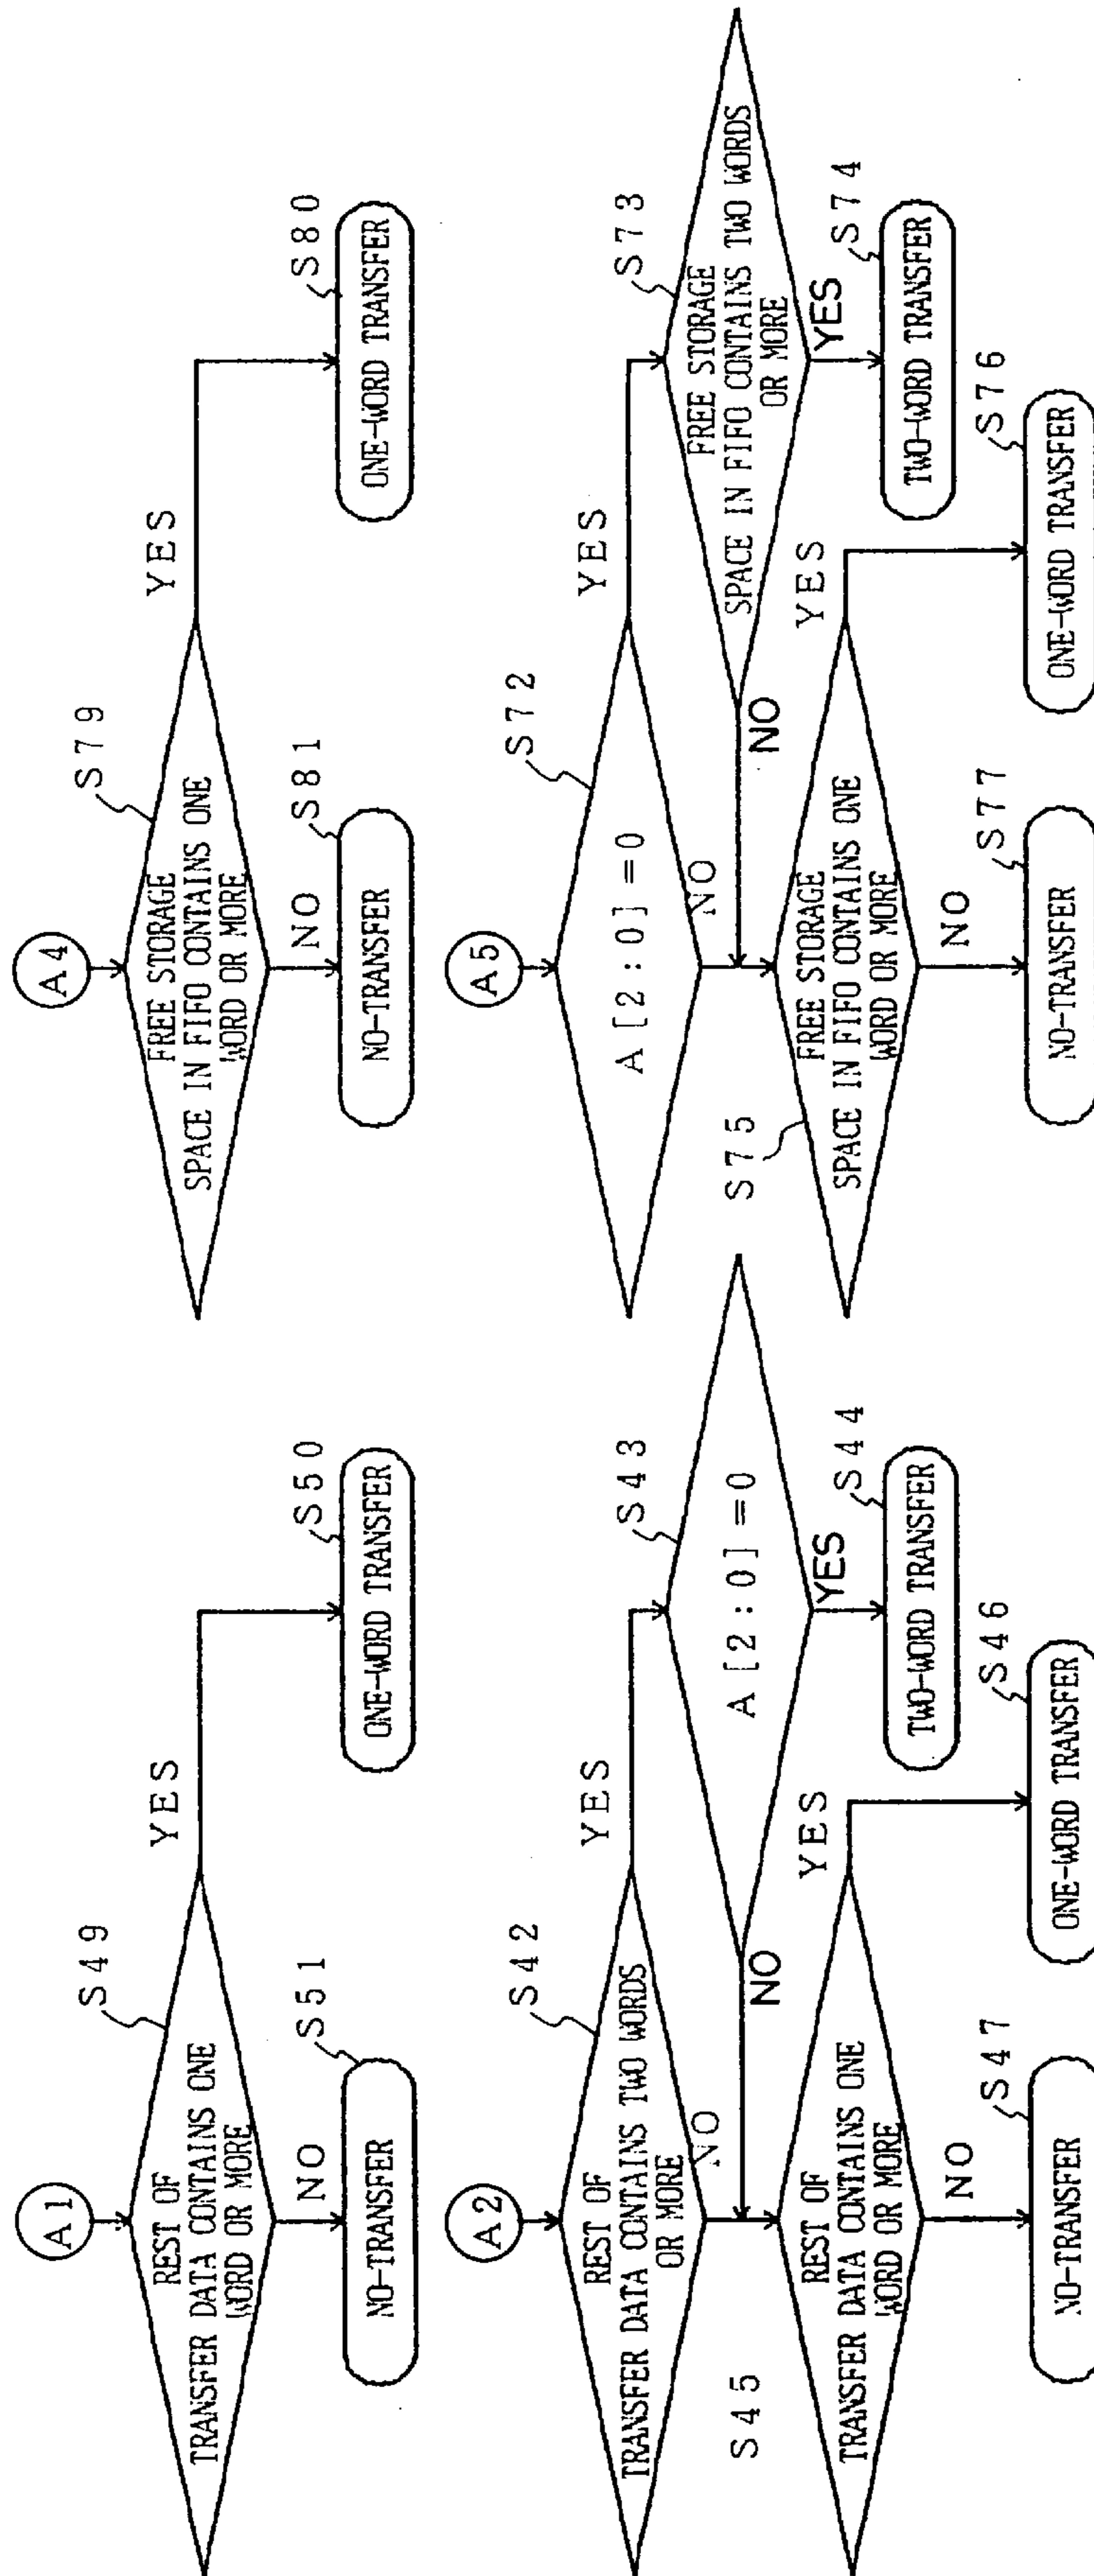 A1
REST OF
TRANSFER DATA CONTAINS ONE
WORD OR MORE
S49
YES
NO
S51
NO-TRANSFER
S50
ONE-WORD TRANSFER
A2
REST OF
TRANSFER DATA CONTAINS TWO WORDS
OR MORE
S42
YES
NO
S43
A[2:0]=0
NO
YES
S44
TWO-WORD TRANSFER
S45
REST OF
TRANSFER DATA CONTAINS ONE
WORD OR MORE
YES
NO
S46
ONE-WORD TRANSFER
S47
NO-TRANSFER
A4
FREE STORAGE
SPACE IN FIFO CONTAINS ONE
WORD OR MORE
S79
YES
NO
S81
NO-TRANSFER
S80
ONE-WORD TRANSFER
A5
A[2:0]=0
S72
YES
NO
S73
FREE STORAGE
SPACE IN FIFO CONTAINS TWO WORDS
OR MORE
NO
YES
S74
TWO-WORD TRANSFER
S75
FREE STORAGE
SPACE IN FIFO CONTAINS ONE
WORD OR MORE
YES
NO
S76
ONE-WORD TRANSFER
S77
NO-TRANSFER